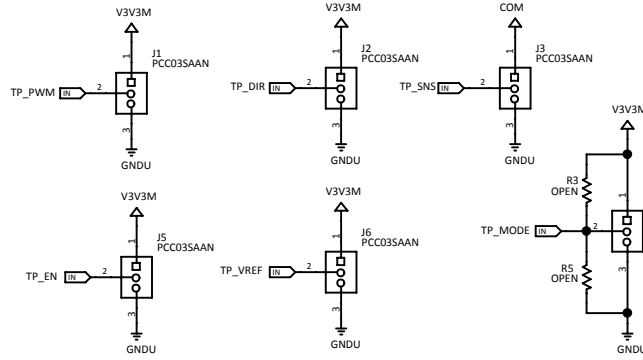 V3V3M
J1
PCC03SAAN
1
TP_PWM IN 2
3
GNDU
V3V3M
J2
PCC03SAAN
1
TP_DIR IN 2
3
GNDU
COM
J3
PCC03SAAN
1
TP_SNS IN 2
3
GNDU
V3V3M
J5
PCC03SAAN
1
TP_EN IN 2
3
GNDU
V3V3M
J6
PCC03SAAN
1
TP_VREF IN 2
3
GNDU
V3V3M
R3
OPEN
1
TP_MODE IN 2
R5
OPEN
3
GNDU